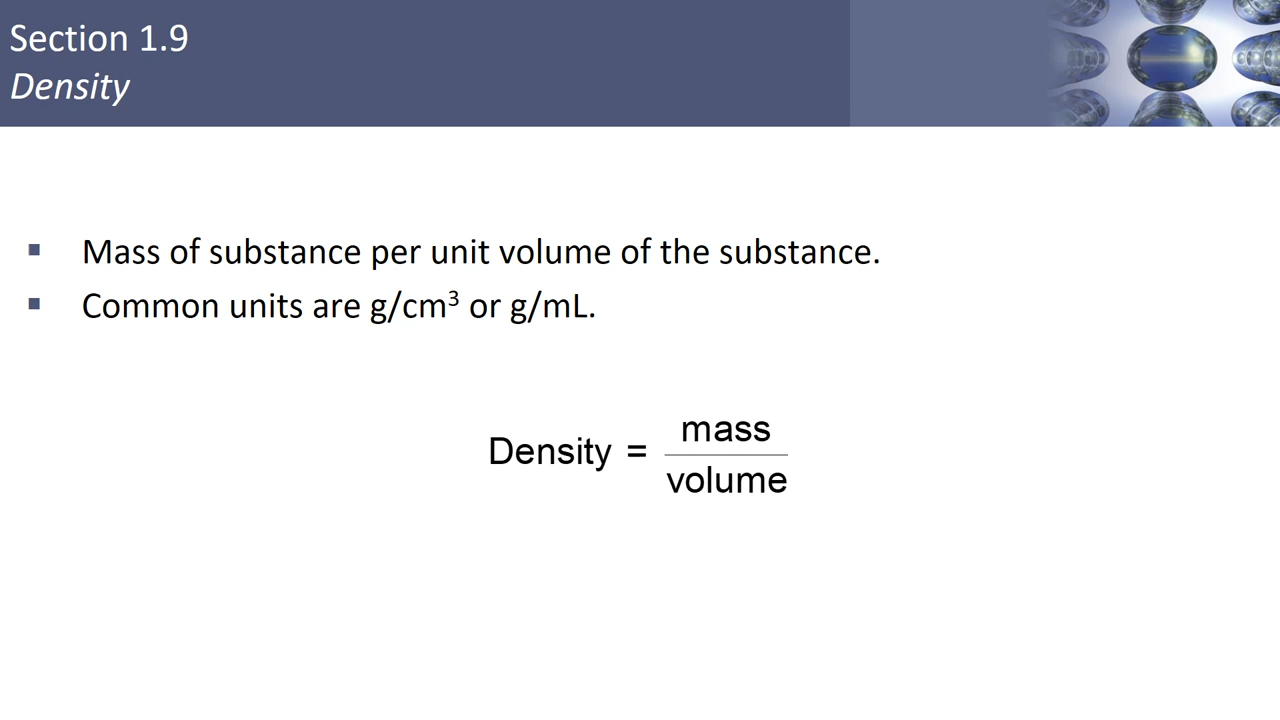 Section 1.9
Density
▪ Mass of substance per unit volume of the substance.
▪ Common units are g/cm³ or g/mL.
Density = mass
volume